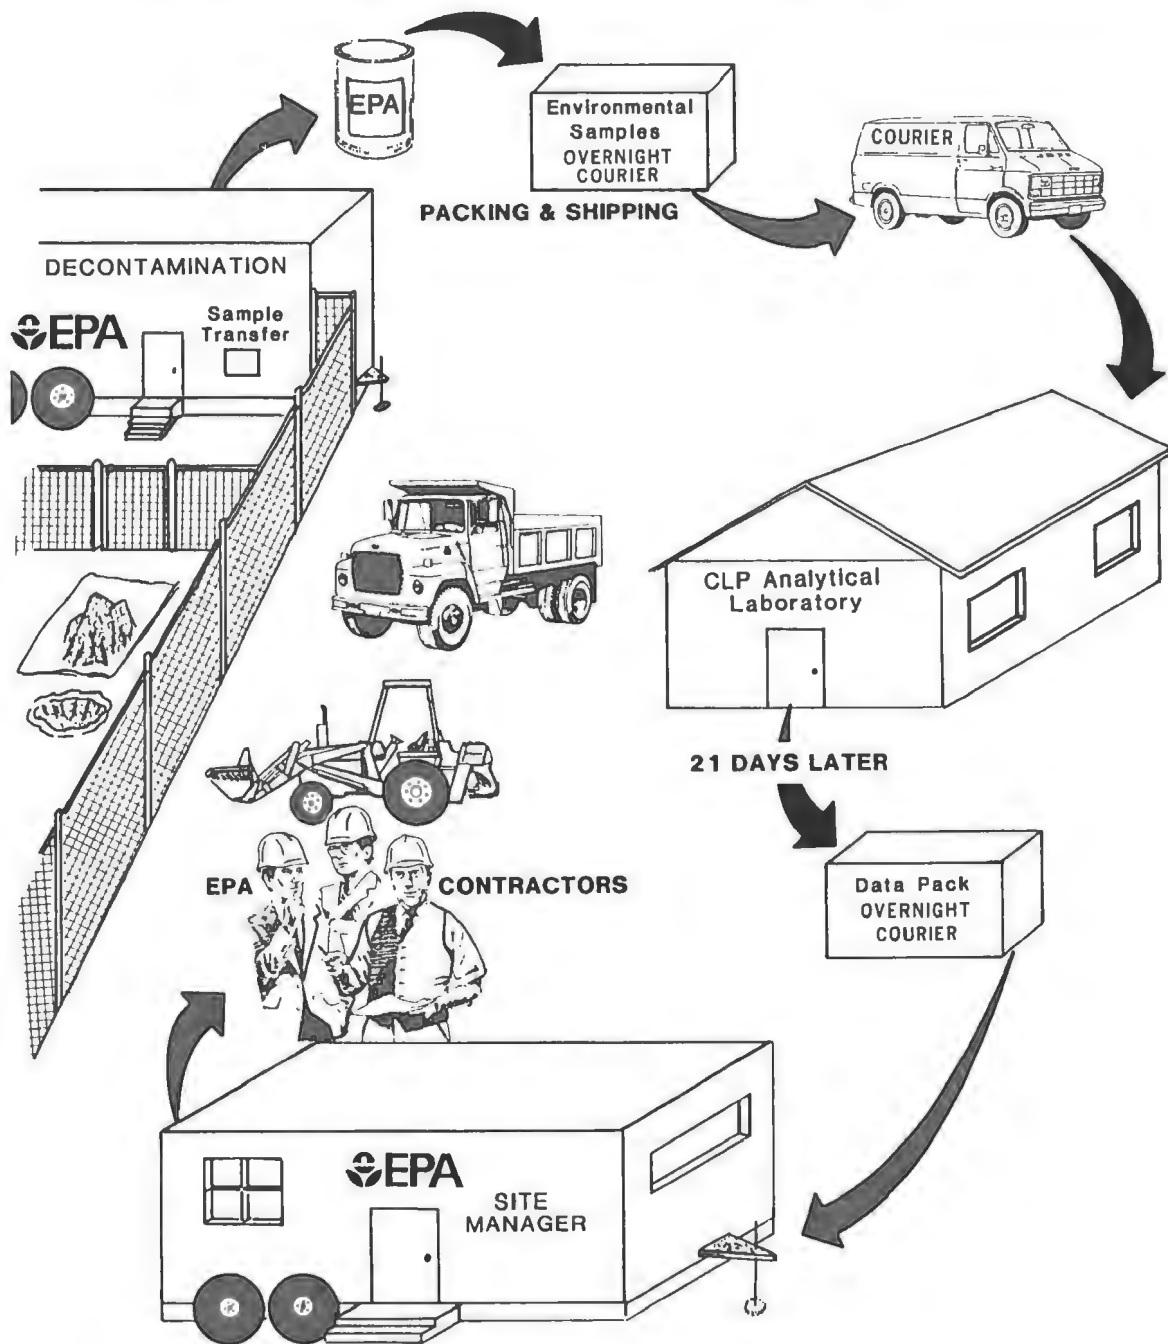 EPA
Environmental
Samples
OVERNIGHT
COURIER
COURIER
PACKING & SHIPPING
DECONTAMINATION
EPA
Sample
Transfer
CLP Analytical
Laboratory
21 DAYS LATER
EPA
CONTRACTORS
Data Pack
OVERNIGHT
COURIER
EPA
SITE
MANAGER